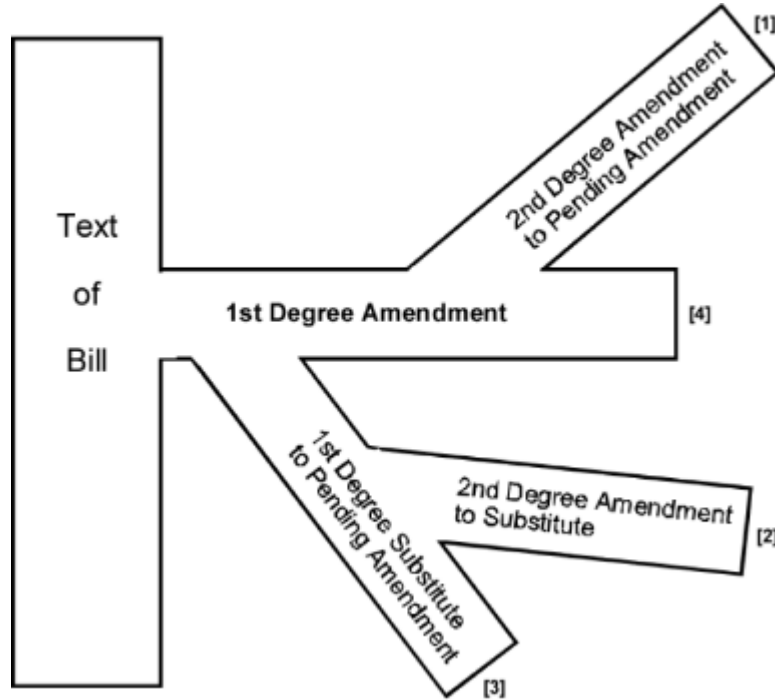 [1]
2nd Degree Amendment
to Pending Amendment
Text
of
Bill
1st Degree Amendment
[4]
1st Degree Substitute
to Pending Amendment
2nd Degree Amendment
to Substitute
[2]
[3]